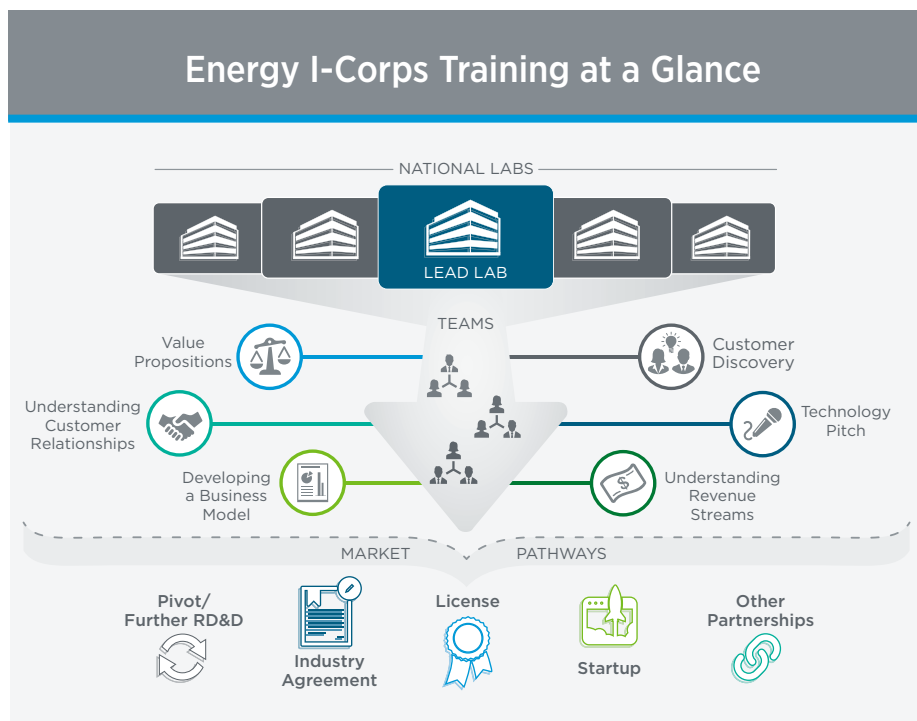 Energy I-Corps Training at a Glance
NATIONAL LABS
LEAD LAB
TEAMS
Value
Propositions
Customer
Discovery
Understanding
Customer
Relationships
Technology
Pitch
Developing
a Business
Model
$
Understanding
Revenue
Streams
MARKET PATHWAYS
Pivot/
Further RD&D
Industry
Agreement
License
Startup
Other
Partnerships